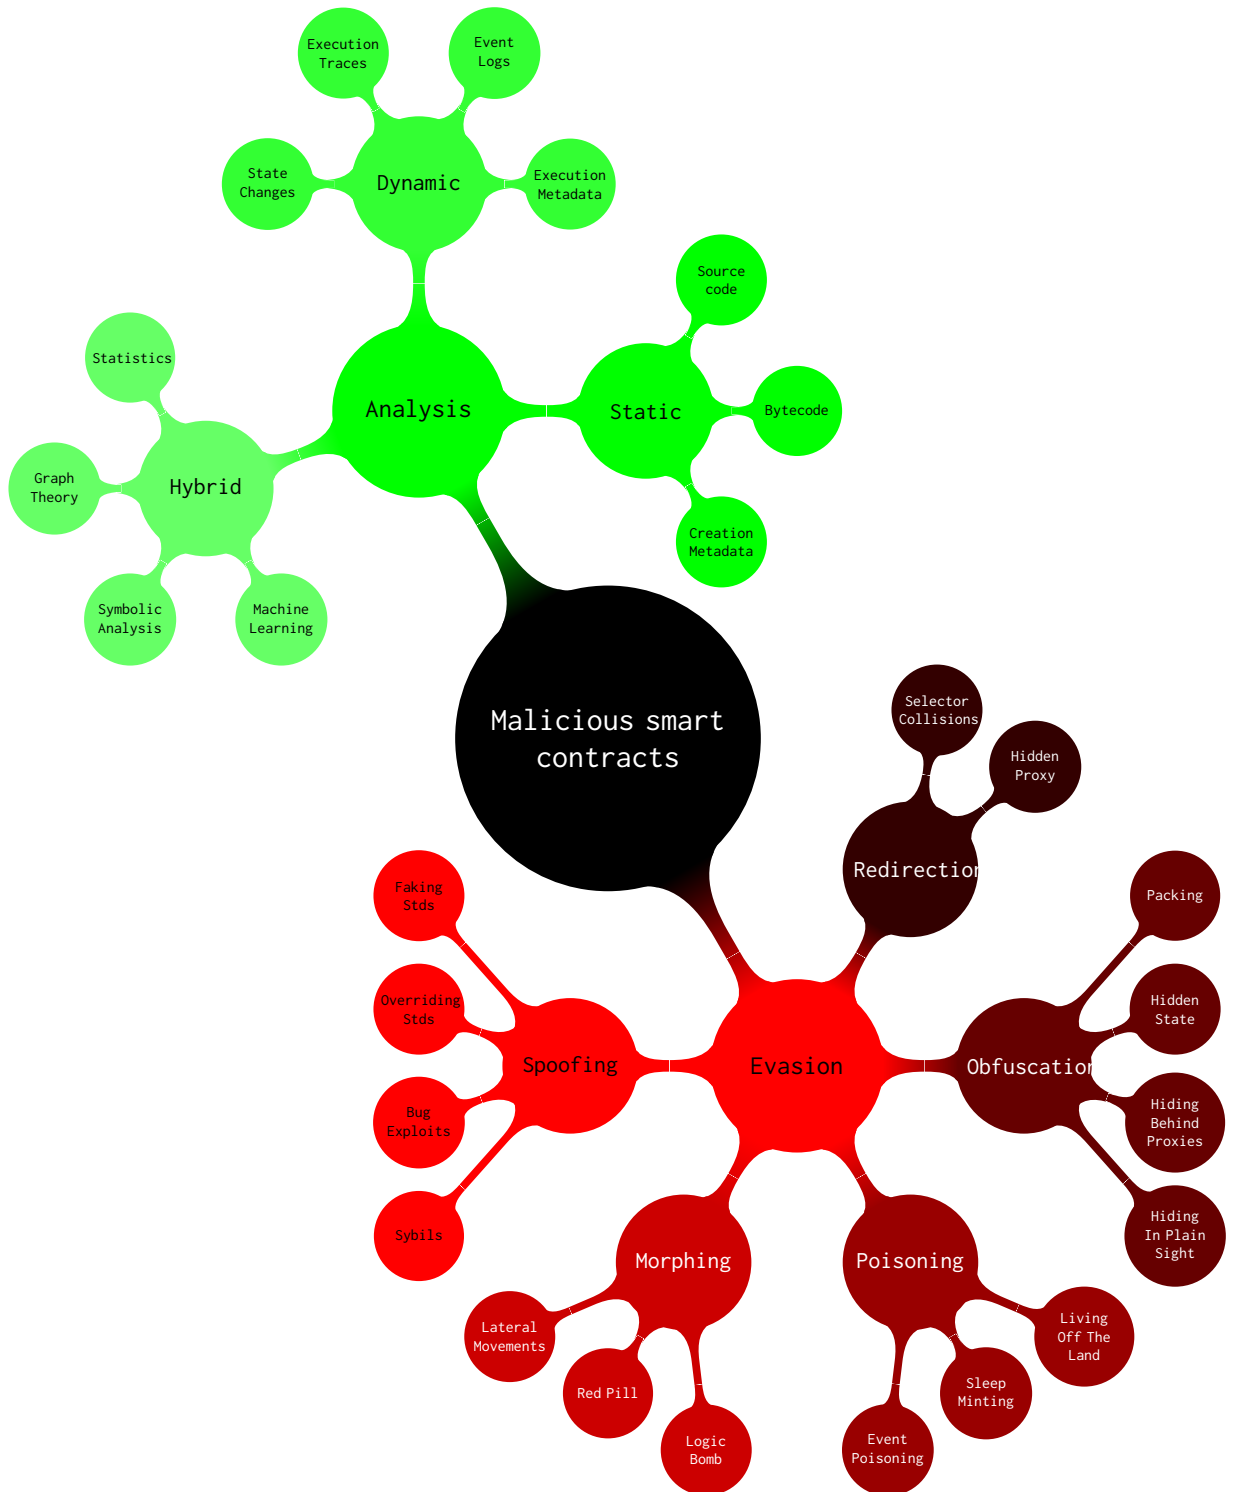 Execution
Traces
Event
Logs
State
Changes
Dynamic
Execution
Metadata
Source
code
Statistics
Analysis
Static
Bytecode
Graph
Theory
Hybrid
Creation
Metadata
Symbolic
Analysis
Machine
Learning
Malicious smart
contracts
Selector
Collisions
Hidden
Proxy
Redirection
Faking
Stds
Packing
Overriding
Stds
Hidden
State
Spoofing
Evasion
Obfuscation
Bug
Exploits
Hiding
Behind
Proxies
Sybils
Hiding
In Plain
Sight
Morphing
Poisoning
Lateral
Movements
Living
Off The
Land
Red Pill
Sleep
Minting
Logic
Bomb
Event
Poisoning